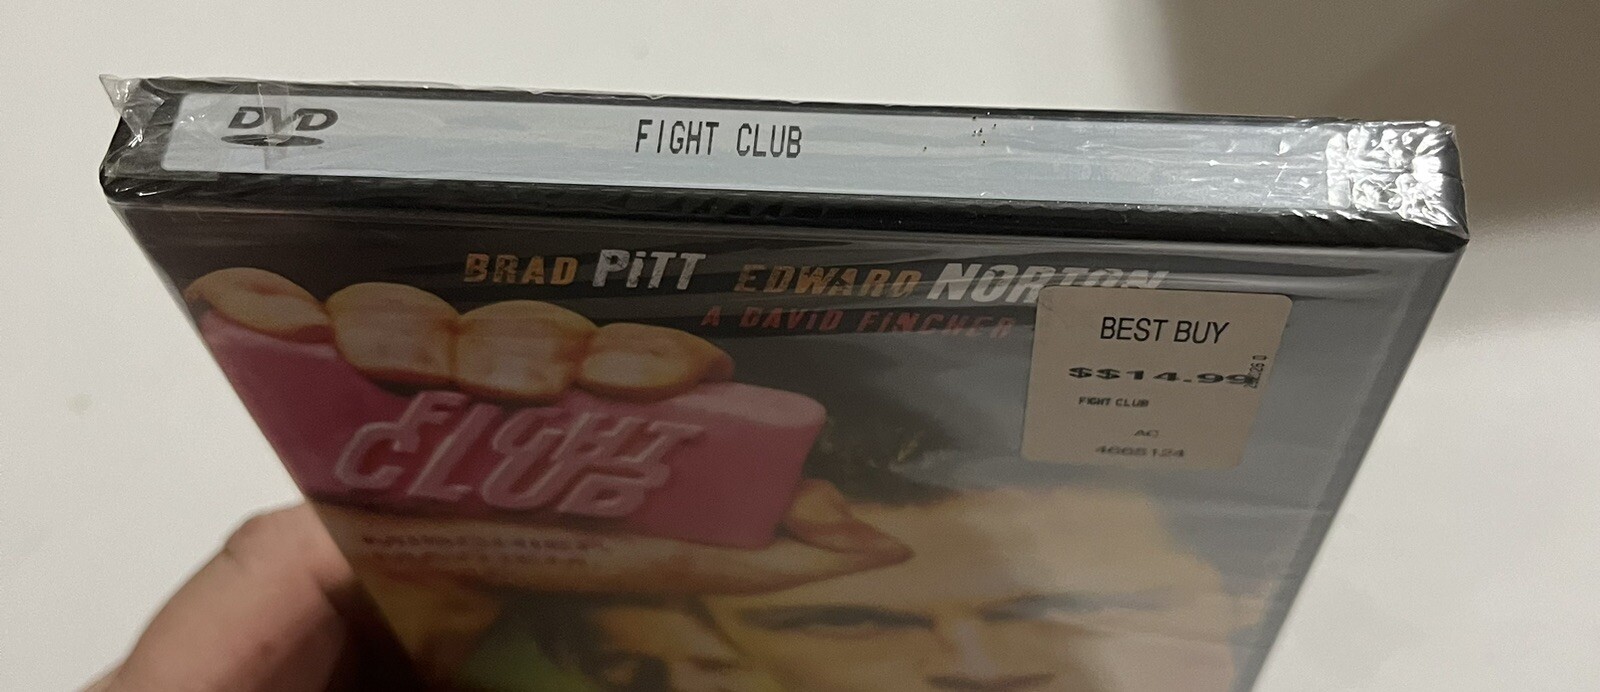 DVD
FIGHT CLUB
BRAD PiTT EDWARD NORTON
A DAViD FiNCHER
BEST BUY
$$14.99
FIGHT CLUB
AC
4665124
FIGHT
CLUB